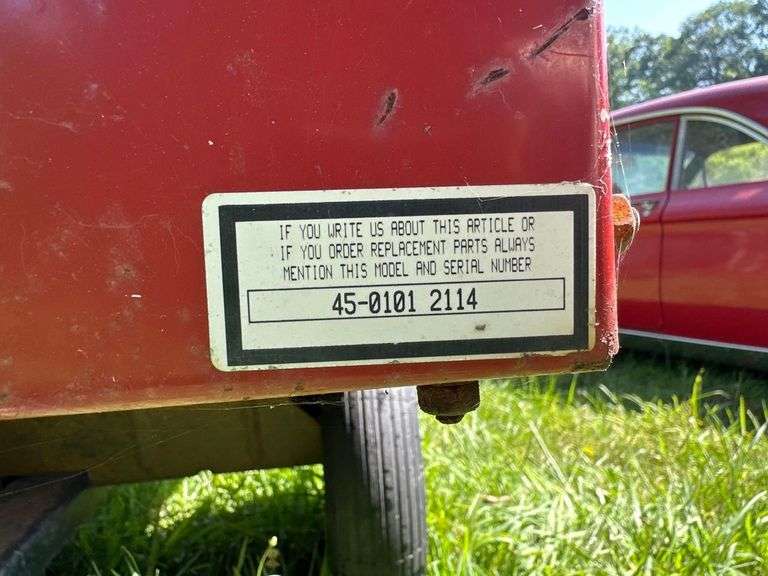 IF YOU WRITE US ABOUT THIS ARTICLE OR
IF YOU ORDER REPLACEMENT PARTS ALWAYS
MENTION THIS MODEL AND SERIAL NUMBER
45-0101 2114